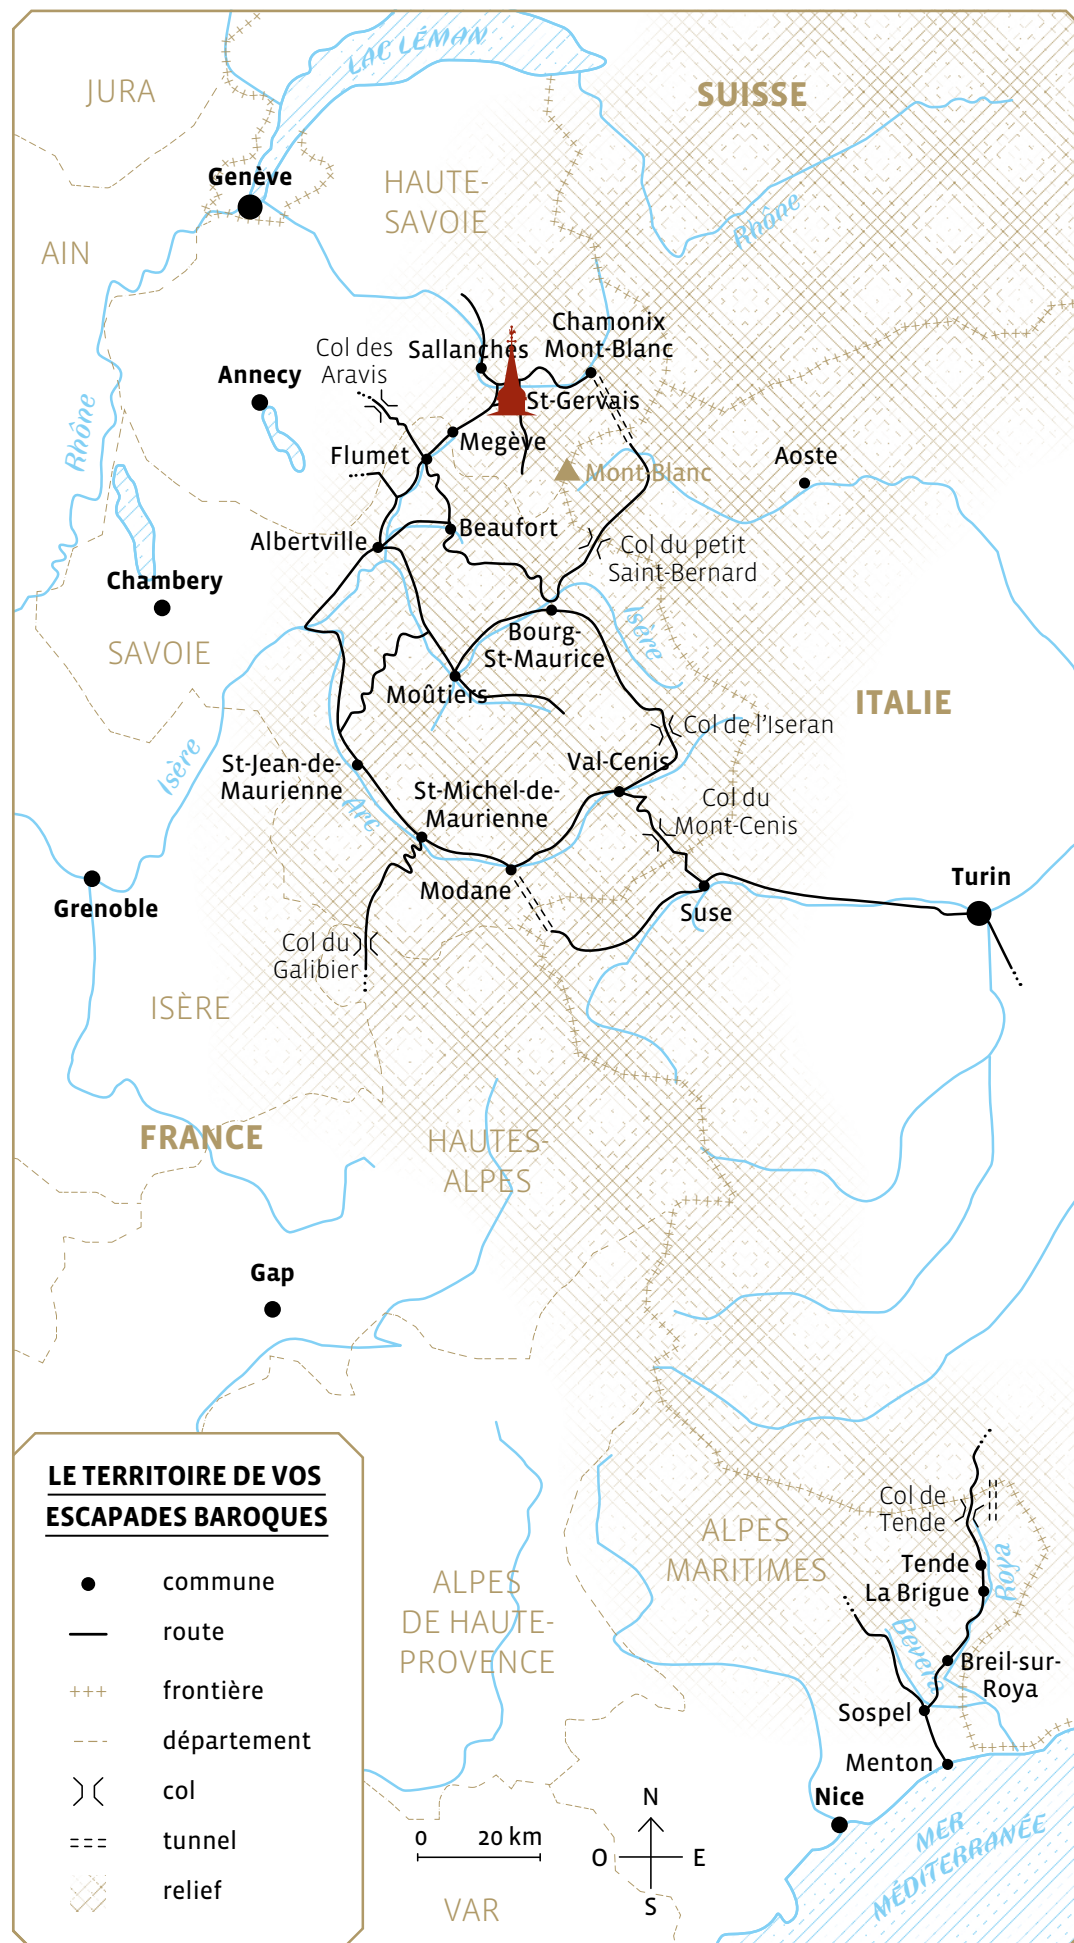 LAC LÉMAN
JURA
SUISSE
Genève
HAUTE-
SAVOIE
Rhône
AIN
Chamonix
Mont-Blanc
Col des
Aravis
Sallanches
Annecy
St-Gervais
Rhône
Megève
Flumet
Mont-Blanc
Aoste
Beaufort
Albertville
Col du petit
Saint-Bernard
Chambery
Isère
Bourg-
St-Maurice
SAVOIE
Moûtiers
ITALIE
Col de l'Iseran
Isère
St-Jean-de-
Maurienne
Val-Cenis
Arc
St-Michel-de-
Maurienne
Col du
Mont-Cenis
Modane
Turin
Grenoble
Suse
Col du
Galibier
ISÈRE
FRANCE
HAUTES-
ALPES
Gap
LE TERRITOIRE DE VOS
ESCAPADES BAROQUES
commune
route
frontière
département
col
tunnel
relief
Col de
Tende
ALPES
MARITIMES
Tende
La Brigue
Roya
ALPES
DE HAUTE-
PROVENCE
Bevera
Breil-sur-
Roya
Sospel
Menton
Nice
N
O
E
S
0 20 km
MER
MÉDITERRANÉE
VAR